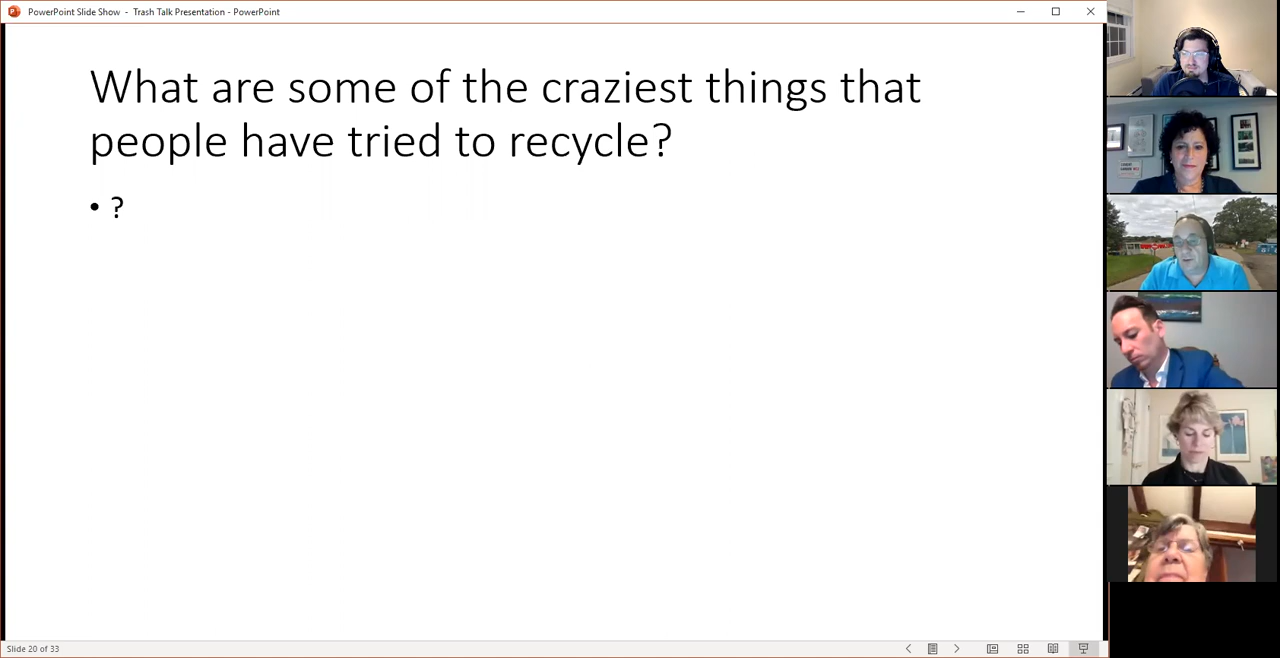 PowerPoint Slide Show - Trash Talk Presentation - PowerPoint
What are some of the craziest things that
people have tried to recycle?
• ?
Slide 20 of 33